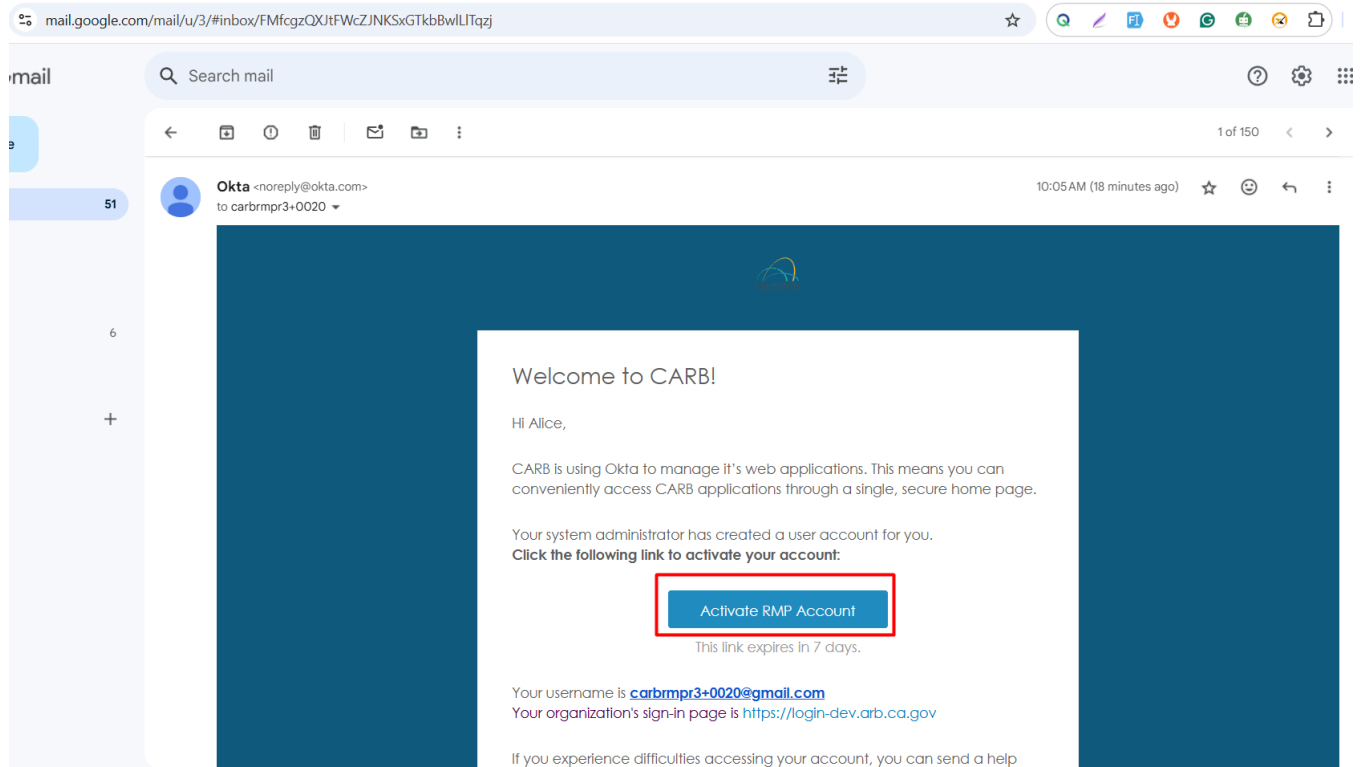 mail.google.com/mail/u/3/#inbox/FMfcgzQXJtFWcZJNKSxGTkbBwlLlTqzj
mail
Search mail
e
1 of 150
Okta <noreply@okta.com>
10:05 AM (18 minutes ago)
to carbrmpr3+0020
51
6
Welcome to CARB!
Hi Alice,
CARB is using Okta to manage it's web applications. This means you can
conveniently access CARB applications through a single, secure home page.
Your system administrator has created a user account for you.
Click the following link to activate your account:
Activate RMP Account
This link expires in 7 days.
Your username is carbrmpr3+0020@gmail.com
Your organization's sign-in page is https://login-dev.arb.ca.gov
If you experience difficulties accessing your account, you can send a help